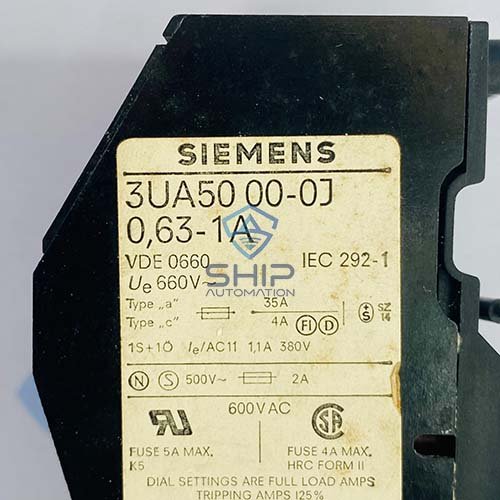 SIEMENS
3UA50 00-0J
0,63-1A
VDE 0660 IEC 292-1
Ue 660V~
SHIP
AUTOMATION
Type „a" 35A
Type „c" 4A FI D S SZ 14
1S+1Ö Ie/AC11 1,1A 380V
N S 500V~ 2A
600V AC
FUSE 5A MAX. FUSE 4A MAX.
K5 HRC FORM II
DIAL SETTINGS ARE FULL LOAD AMPS
TRIPPING AMPS 125%